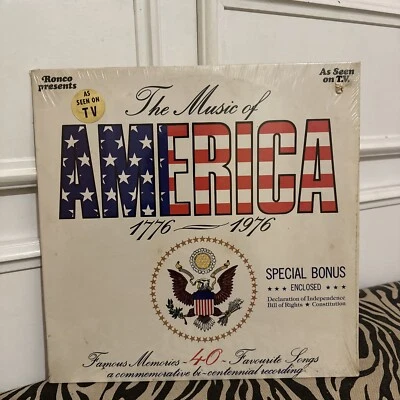 Ronco
presents
AS
SEEN ON
TV
As Seen
on T.V.
The Music of
AMERICA
1776 — 1976
SPECIAL BONUS
★ ★ ★ ENCLOSED ★ ★ ★
Declaration of Independence
Bill of Rights ★ Constitution
Famous Memories - 40 - Favourite Songs
a commemorative bi-centennial recording